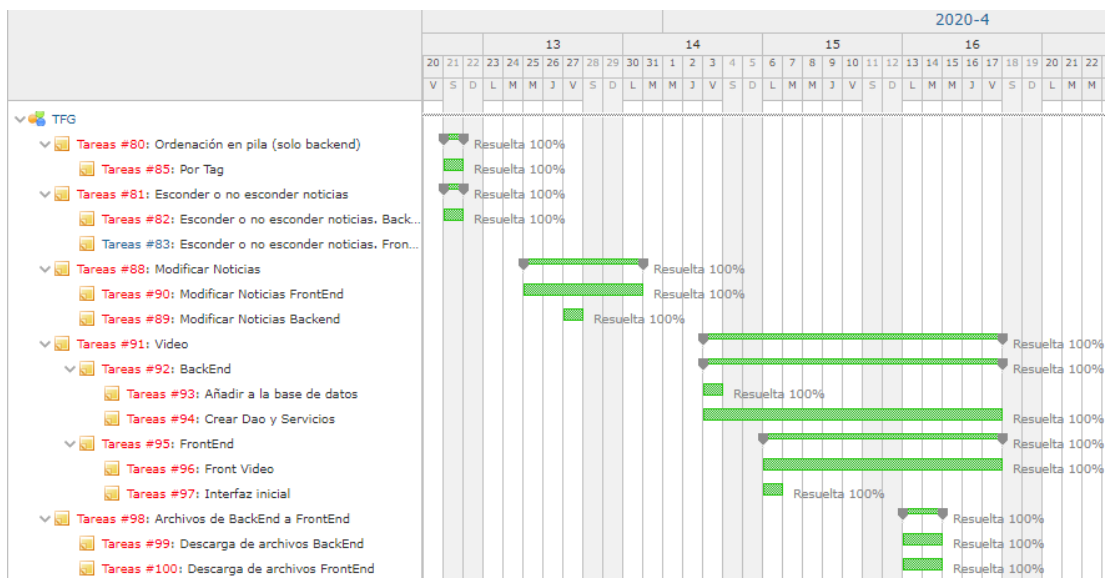 2020-4
13 14 15 16
20 21 22 23 24 25 26 27 28 29 30 31 1 2 3 4 5 6 7 8 9 10 11 12 13 14 15 16 17 18 19 20 21 22
V S D L M M J V S D L M M J V S D L M M J V S D L M M J V S D L M M
TFG
Tareas #80: Ordenación en pila (solo backend) Resuelta 100%
Tareas #85: Por Tag Resuelta 100%
Tareas #81: Esconder o no esconder noticias Resuelta 100%
Tareas #82: Esconder o no esconder noticias. Back... Resuelta 100%
Tareas #83: Esconder o no esconder noticias. Fron...
Tareas #88: Modificar Noticias Resuelta 100%
Tareas #90: Modificar Noticias FrontEnd Resuelta 100%
Tareas #89: Modificar Noticias Backend Resuelta 100%
Tareas #91: Video Resuelta 100%
Tareas #92: BackEnd Resuelta 100%
Tareas #93: Añadir a la base de datos Resuelta 100%
Tareas #94: Crear Dao y Servicios Resuelta 100%
Tareas #95: FrontEnd Resuelta 100%
Tareas #96: Front Video Resuelta 100%
Tareas #97: Interfaz inicial Resuelta 100%
Tareas #98: Archivos de BackEnd a FrontEnd Resuelta 100%
Tareas #99: Descarga de archivos BackEnd Resuelta 100%
Tareas #100: Descarga de archivos FrontEnd Resuelta 100%